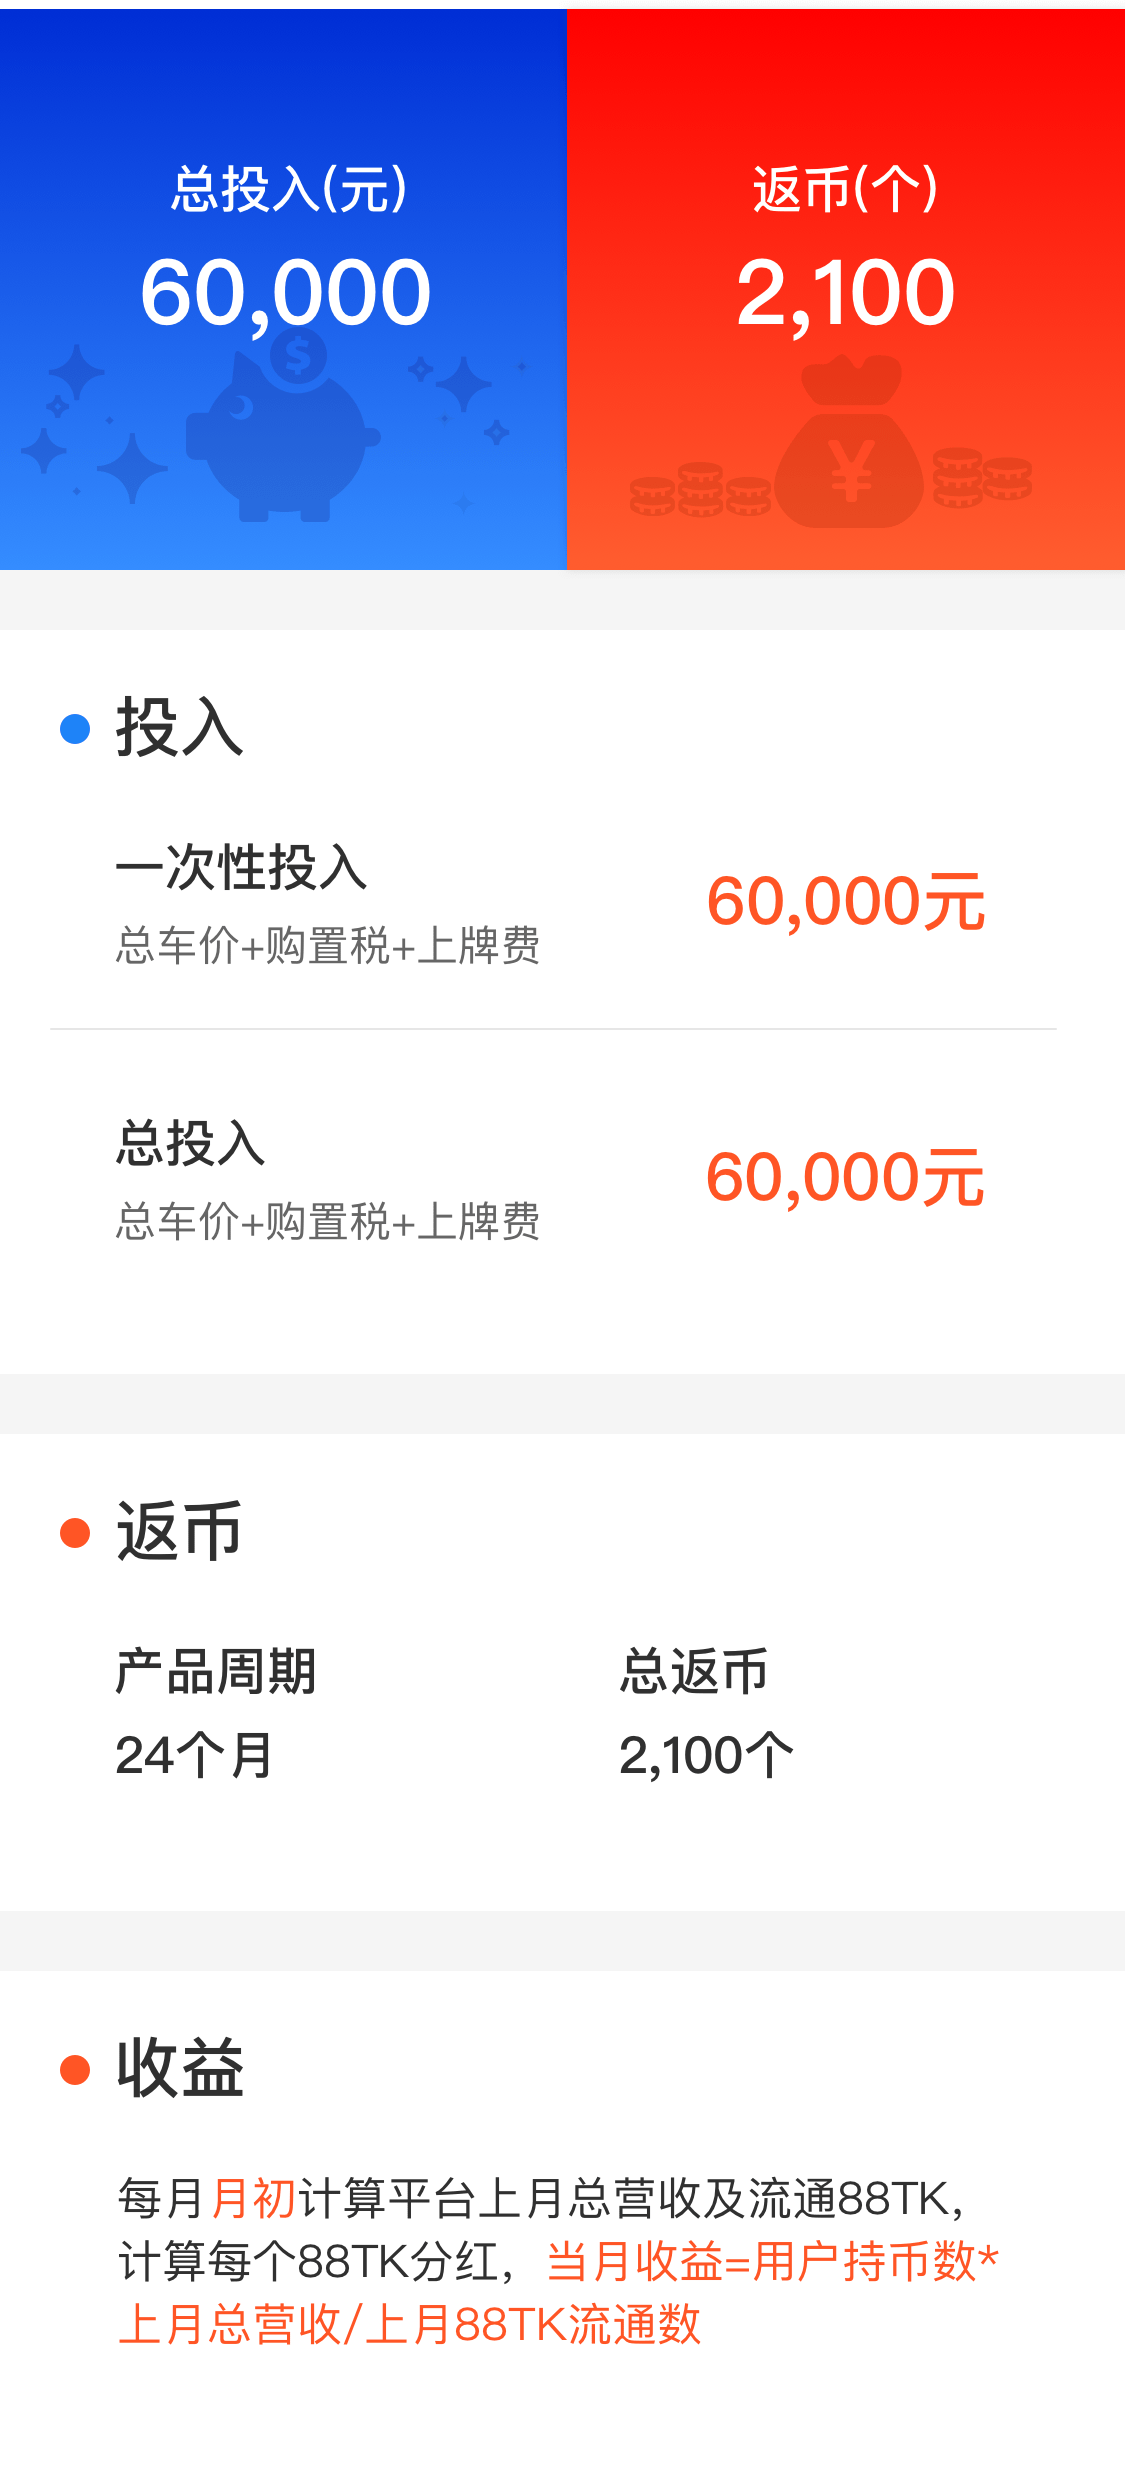 总投入(元)
返币(个)
60,000
2,100
投入
一次性投入
60,000元
总车价+购置税+上牌费
总投入
60,000元
总车价+购置税+上牌费
返币
产品周期
总返币
24个月
2,100个
收益
每月月初计算平台上月总营收及流通88TK，
计算每个88TK分红，当月收益=用户持币数*
上月总营收/上月88TK流通数